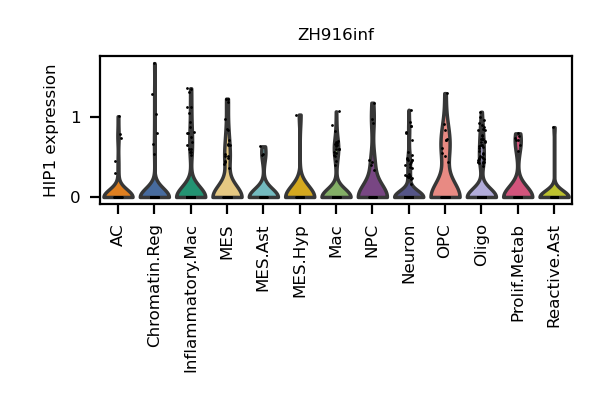 ZH916inf
HIP1 expression
1
0
AC
Chromatin.Reg
Inflammatory.Mac
MES
MES.Ast
MES.Hyp
Mac
NPC
Neuron
OPC
Oligo
Prolif.Metab
Reactive.Ast